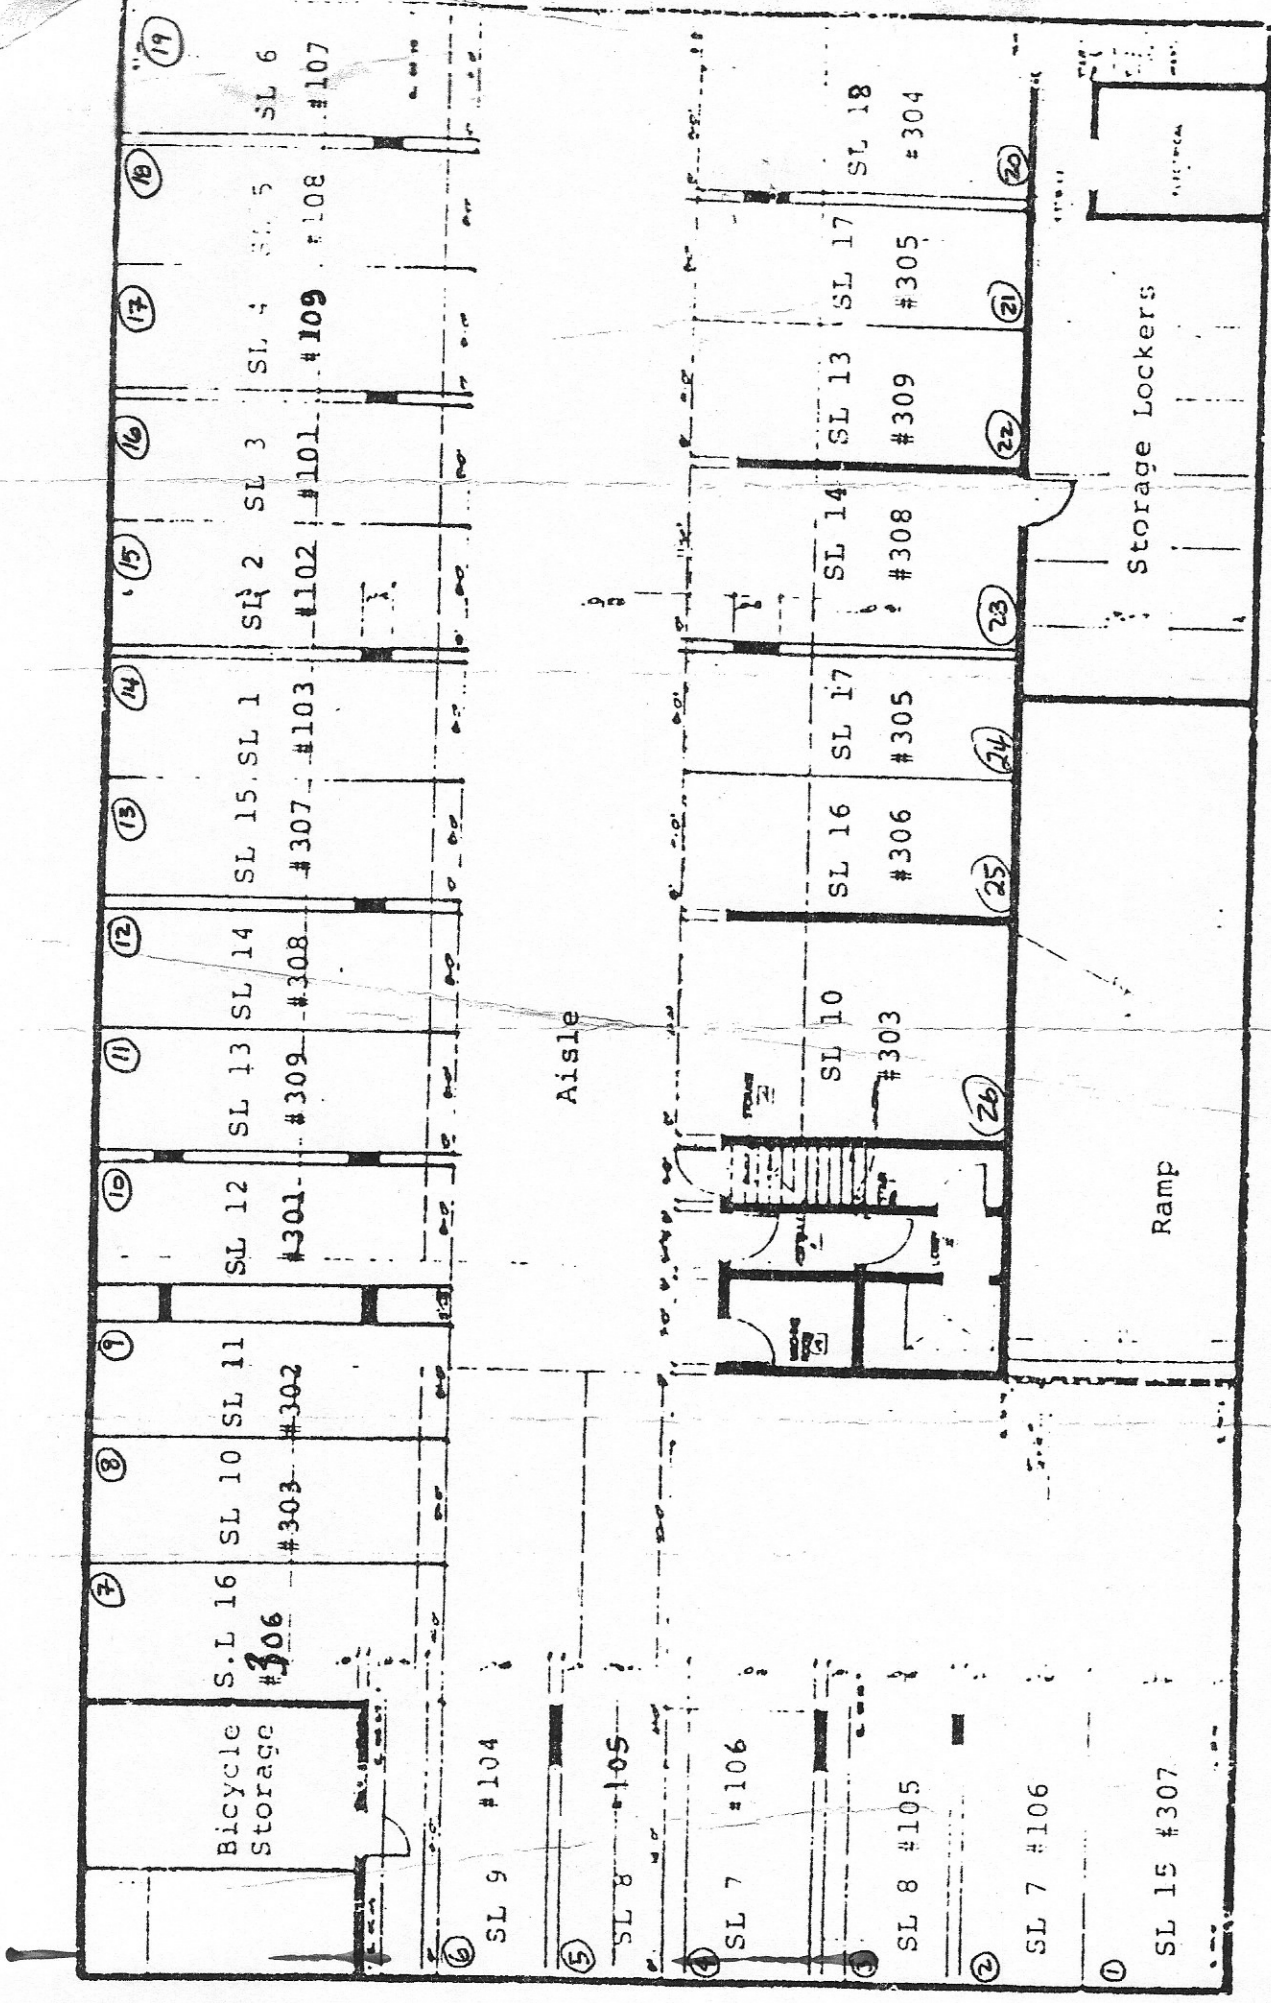 19
SL 6
#107
18
SL 5
#108
17
SL 4
#109
16
SL 3
#101
15
SL 2
#102
14
SL 1
#103
13
SL 15
#307
12
SL 14
#308
11
SL 13
#309
10
SL 12
#301
9
SL 11
#302
8
SL 10
#303
7
S.L 16
#306
Bicycle
Storage
Aisle
6
SL 9 #104
5
SL 8 105
4
SL 7 #106
3
SL 8 #105
2
SL 7 #106
1
SL 15 #307
SL 18
#304
20
SL 17
#305
21
SL 13
#309
22
SL 14
#308
23
SL 17
#305
24
SL 16
#306
25
SL 10
#303
26
STORAGE
ELECTRICAL
Storage Lockers
Ramp